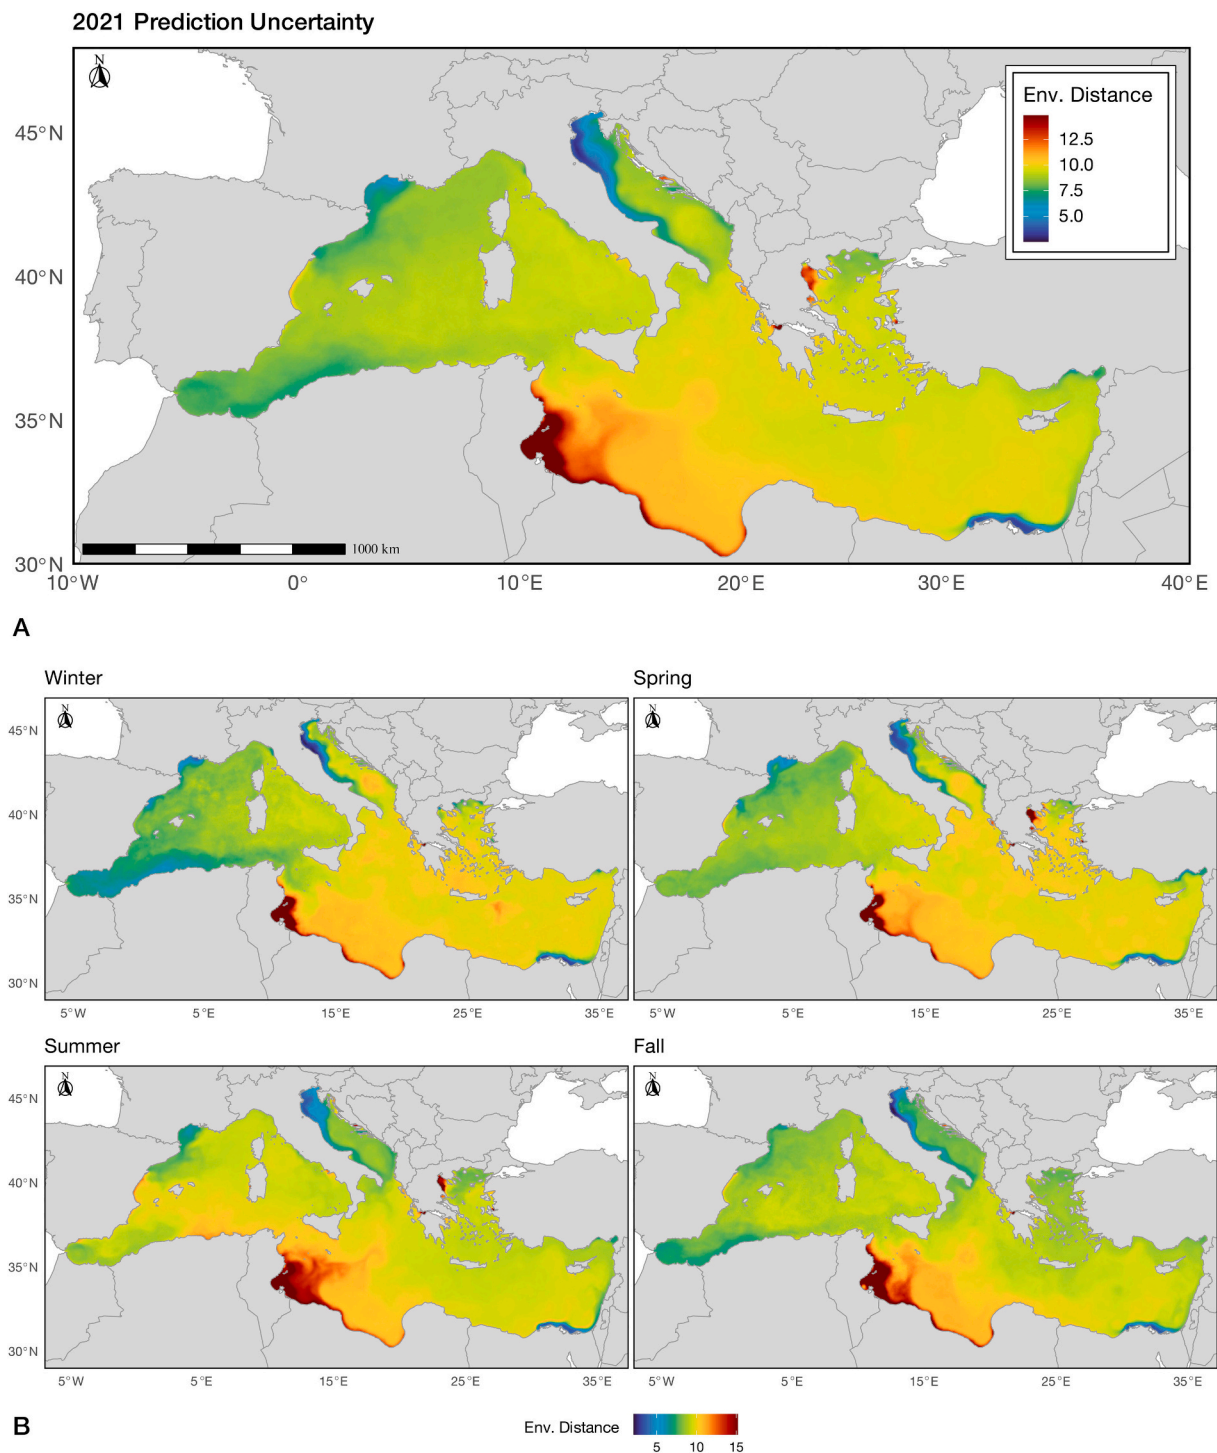 2021 Prediction Uncertainty
N
Env. Distance
12.5
10.0
7.5
5.0
45°N
40°N
35°N
30°N
1000 km
10°W
0°
10°E
20°E
30°E
40°E
A
Winter
N
45°N
40°N
35°N
30°N
5°W
5°E
15°E
25°E
35°E
Spring
N
5°W
5°E
15°E
25°E
35°E
Summer
N
45°N
40°N
35°N
30°N
5°W
5°E
15°E
25°E
35°E
Fall
N
5°W
5°E
15°E
25°E
35°E
B
Env. Distance
5
10
15